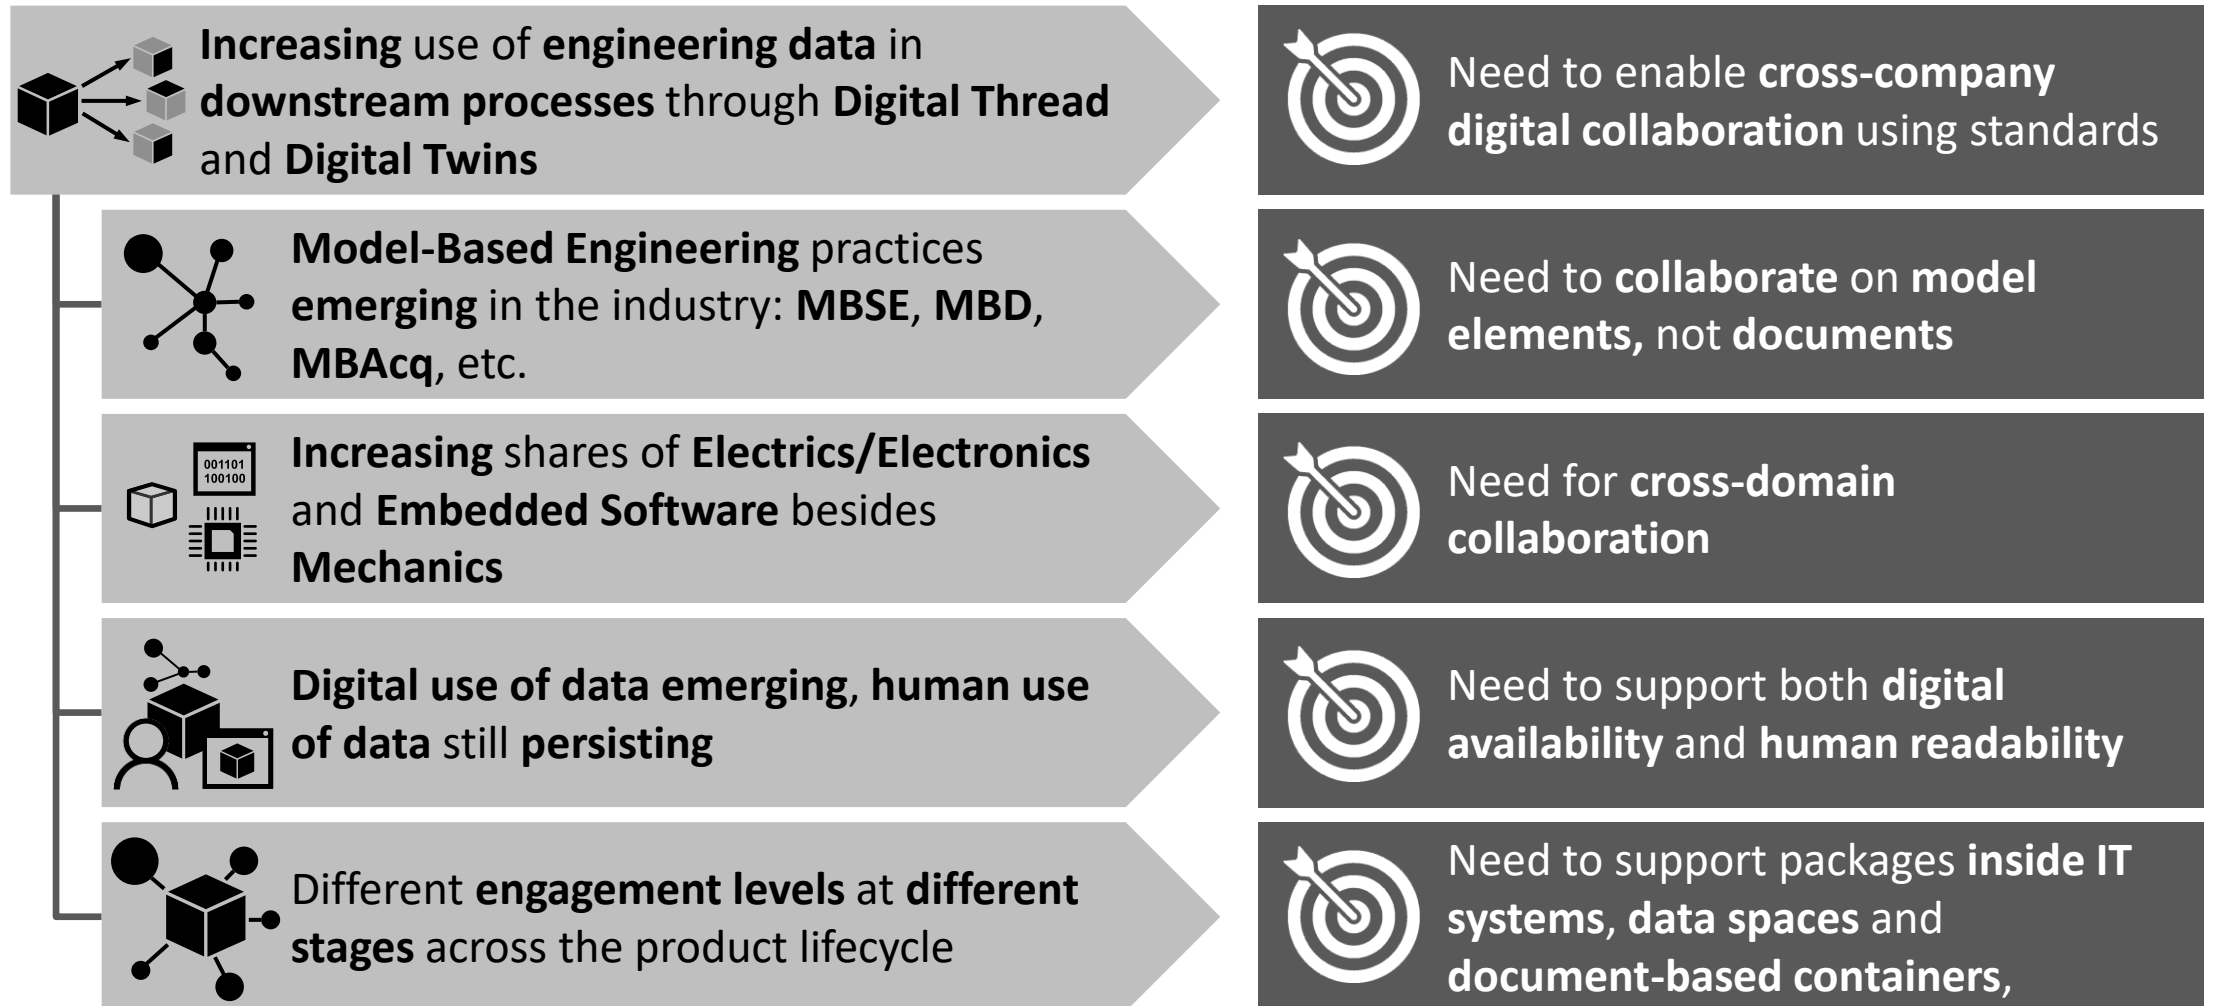 Increasing use of engineering data in
downstream processes through Digital Thread
and Digital Twins
Need to enable cross-company
digital collaboration using standards
Model-Based Engineering practices
emerging in the industry: MBSE, MBD,
MBAcq, etc.
Need to collaborate on model
elements, not documents
001101
100100
Increasing shares of Electrics/Electronics
and Embedded Software besides
Mechanics
Need for cross-domain
collaboration
Digital use of data emerging, human use
of data still persisting
Need to support both digital
availability and human readability
Different engagement levels at different
stages across the product lifecycle
Need to support packages inside IT
systems, data spaces and
document-based containers,